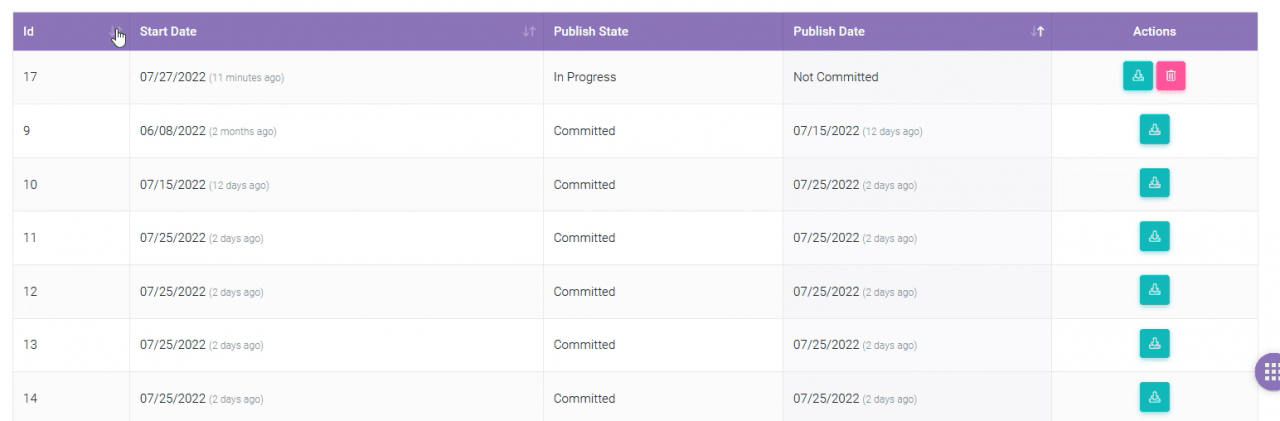 Id Start Date Publish State Publish Date Actions
17 07/27/2022 (11 minutes ago) In Progress Not Committed
9 06/08/2022 (2 months ago) Committed 07/15/2022 (12 days ago)
10 07/15/2022 (12 days ago) Committed 07/25/2022 (2 days ago)
11 07/25/2022 (2 days ago) Committed 07/25/2022 (2 days ago)
12 07/25/2022 (2 days ago) Committed 07/25/2022 (2 days ago)
13 07/25/2022 (2 days ago) Committed 07/25/2022 (2 days ago)
14 07/25/2022 (2 days ago) Committed 07/25/2022 (2 days ago)